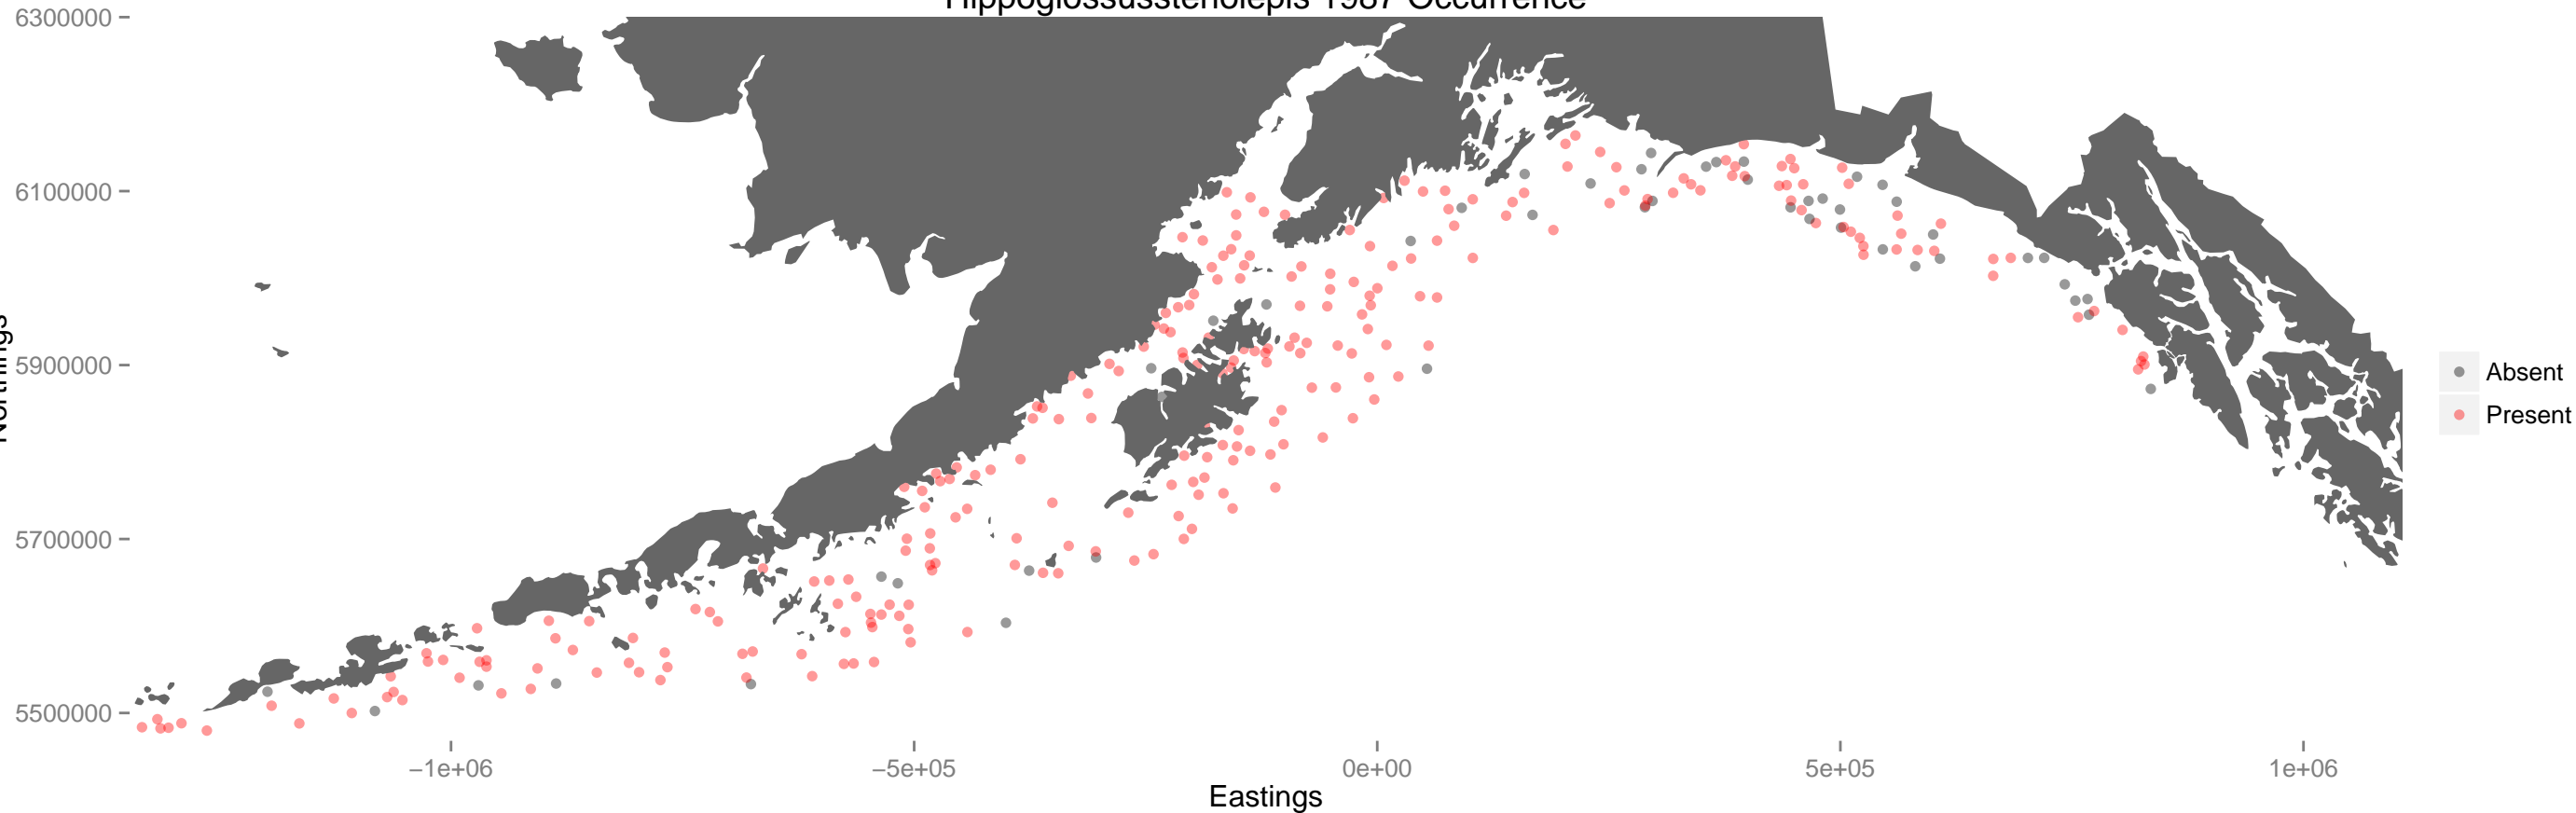 Hippoglossusstenolepis 1987 Occurrence
6300000
6100000
5900000
5700000
5500000
Northings
−1e+06
−5e+05
0e+00
5e+05
1e+06
Eastings
Absent
Present